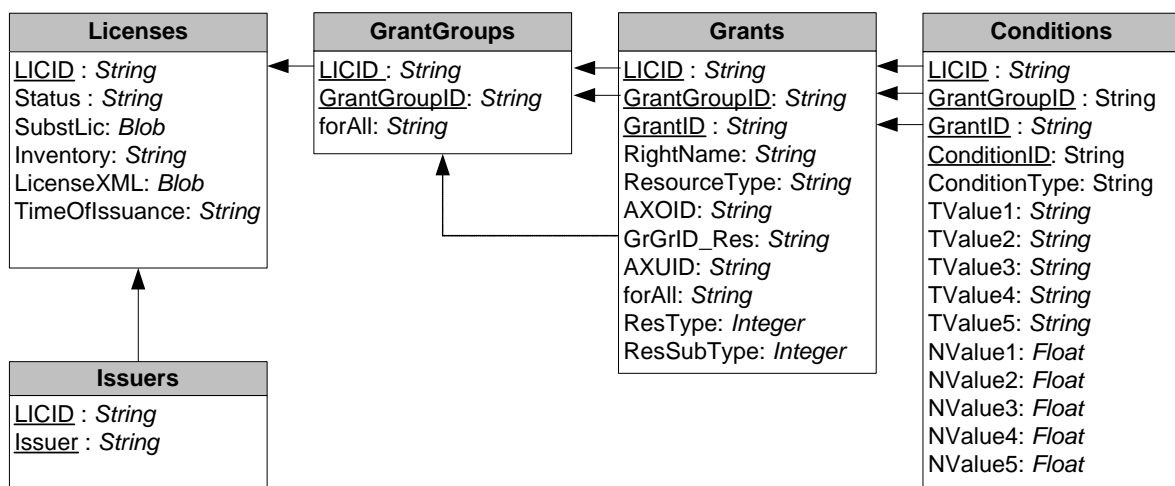 Licenses
LICID : String
Status : String
SubstLic: Blob
Inventory: String
LicenseXML: Blob
TimeOfIssuance: String
GrantGroups
LICID : String
GrantGroupID: String
forAll: String
Grants
LICID : String
GrantGroupID: String
GrantID : String
RightName: String
ResourceType: String
AXOID: String
GrGrID_Res: String
AXUID: String
forAll: String
ResType: Integer
ResSubType: Integer
Conditions
LICID : String
GrantGroupID : String
GrantID : String
ConditionID: String
ConditionType: String
TValue1: String
TValue2: String
TValue3: String
TValue4: String
TValue5: String
NValue1: Float
NValue2: Float
NValue3: Float
NValue4: Float
NValue5: Float
Issuers
LICID : String
Issuer : String